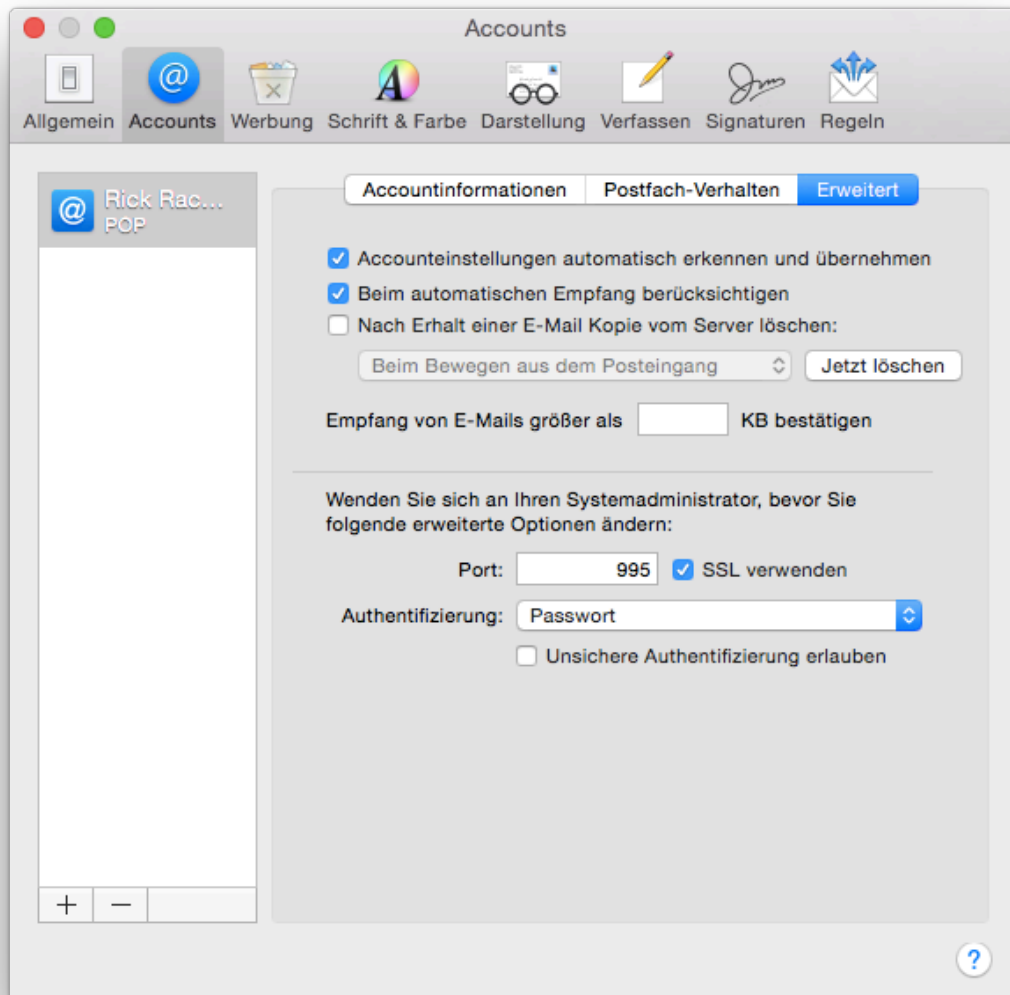 Accounts
Allgemein Accounts Werbung Schrift & Farbe Darstellung Verfassen Signaturen Regeln
Rick Rac...
POP
Accountinformationen Postfach-Verhalten Erweitert
Accounteinstellungen automatisch erkennen und übernehmen
Beim automatischen Empfang berücksichtigen
Nach Erhalt einer E-Mail Kopie vom Server löschen:
Beim Bewegen aus dem Posteingang Jetzt löschen
Empfang von E-Mails größer als KB bestätigen
Wenden Sie sich an Ihren Systemadministrator, bevor Sie
folgende erweiterte Optionen ändern:
Port: 995 SSL verwenden
Authentifizierung: Passwort
Unsichere Authentifizierung erlauben